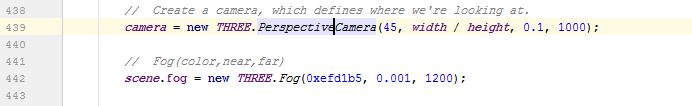 438 //  Create a camera, which defines where we're looking at.
439 camera = new THREE.PerspectiveCamera(45, width / height, 0.1, 1000);
440
441 //  Fog(color,near,far)
442 scene.fog = new THREE.Fog(0xefd1b5, 0.001, 1200);
443